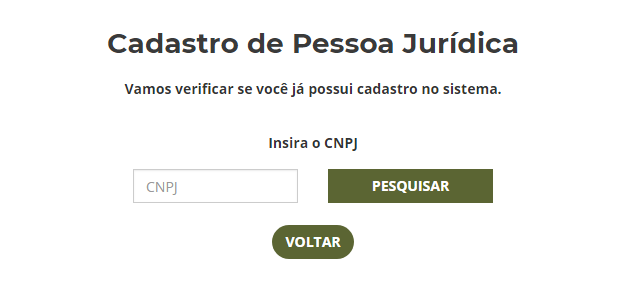 Cadastro de Pessoa Jurídica
Vamos verificar se você já possui cadastro no sistema.
Insira o CNPJ
CNPJ PESQUISAR
VOLTAR